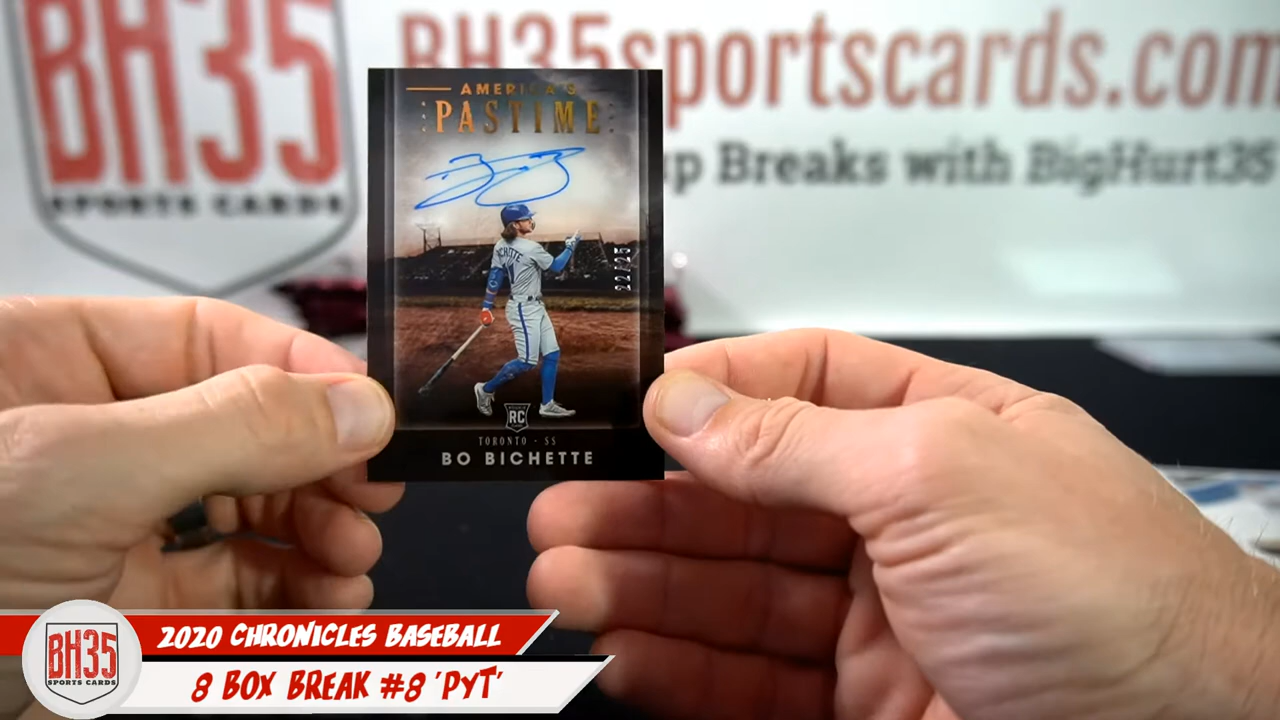 BH35
SPORTS CARDS
BH35sportscards.com
up Breaks with BigHurt35
AMERICA'S
PASTIME
22/25
RC
TORONTO - SS
BO BICHETTE
BH35
SPORTS CARDS
2020 CHRONICLES BASEBALL
8 BOX BREAK #8 'PYT'